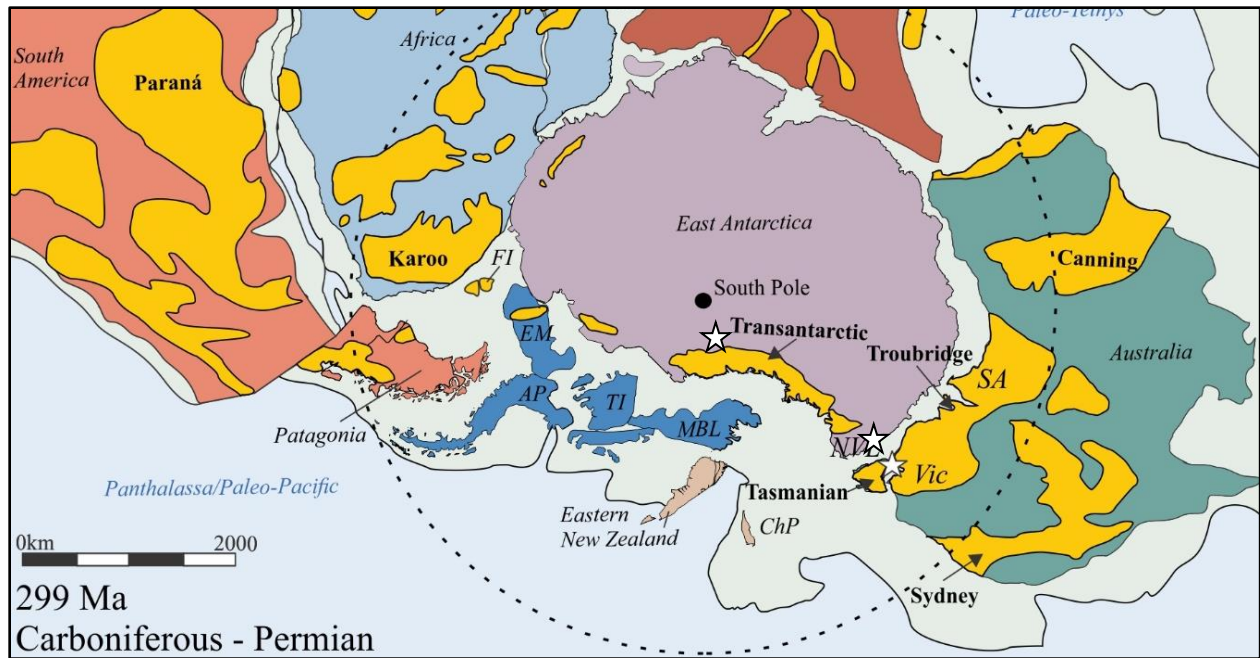 Paleo-Tethys
South
America
Paraná
Africa
East Antarctica
Karoo
FI
Canning
South Pole
Transantarctic
Troubridge
Australia
EM
SA
AP
TI
MBL
Patagonia
NVL
Vic
Panthalassa/Paleo-Pacific
Tasmanian
Eastern
New Zealand
ChP
0km
2000
Sydney
299 Ma
Carboniferous - Permian